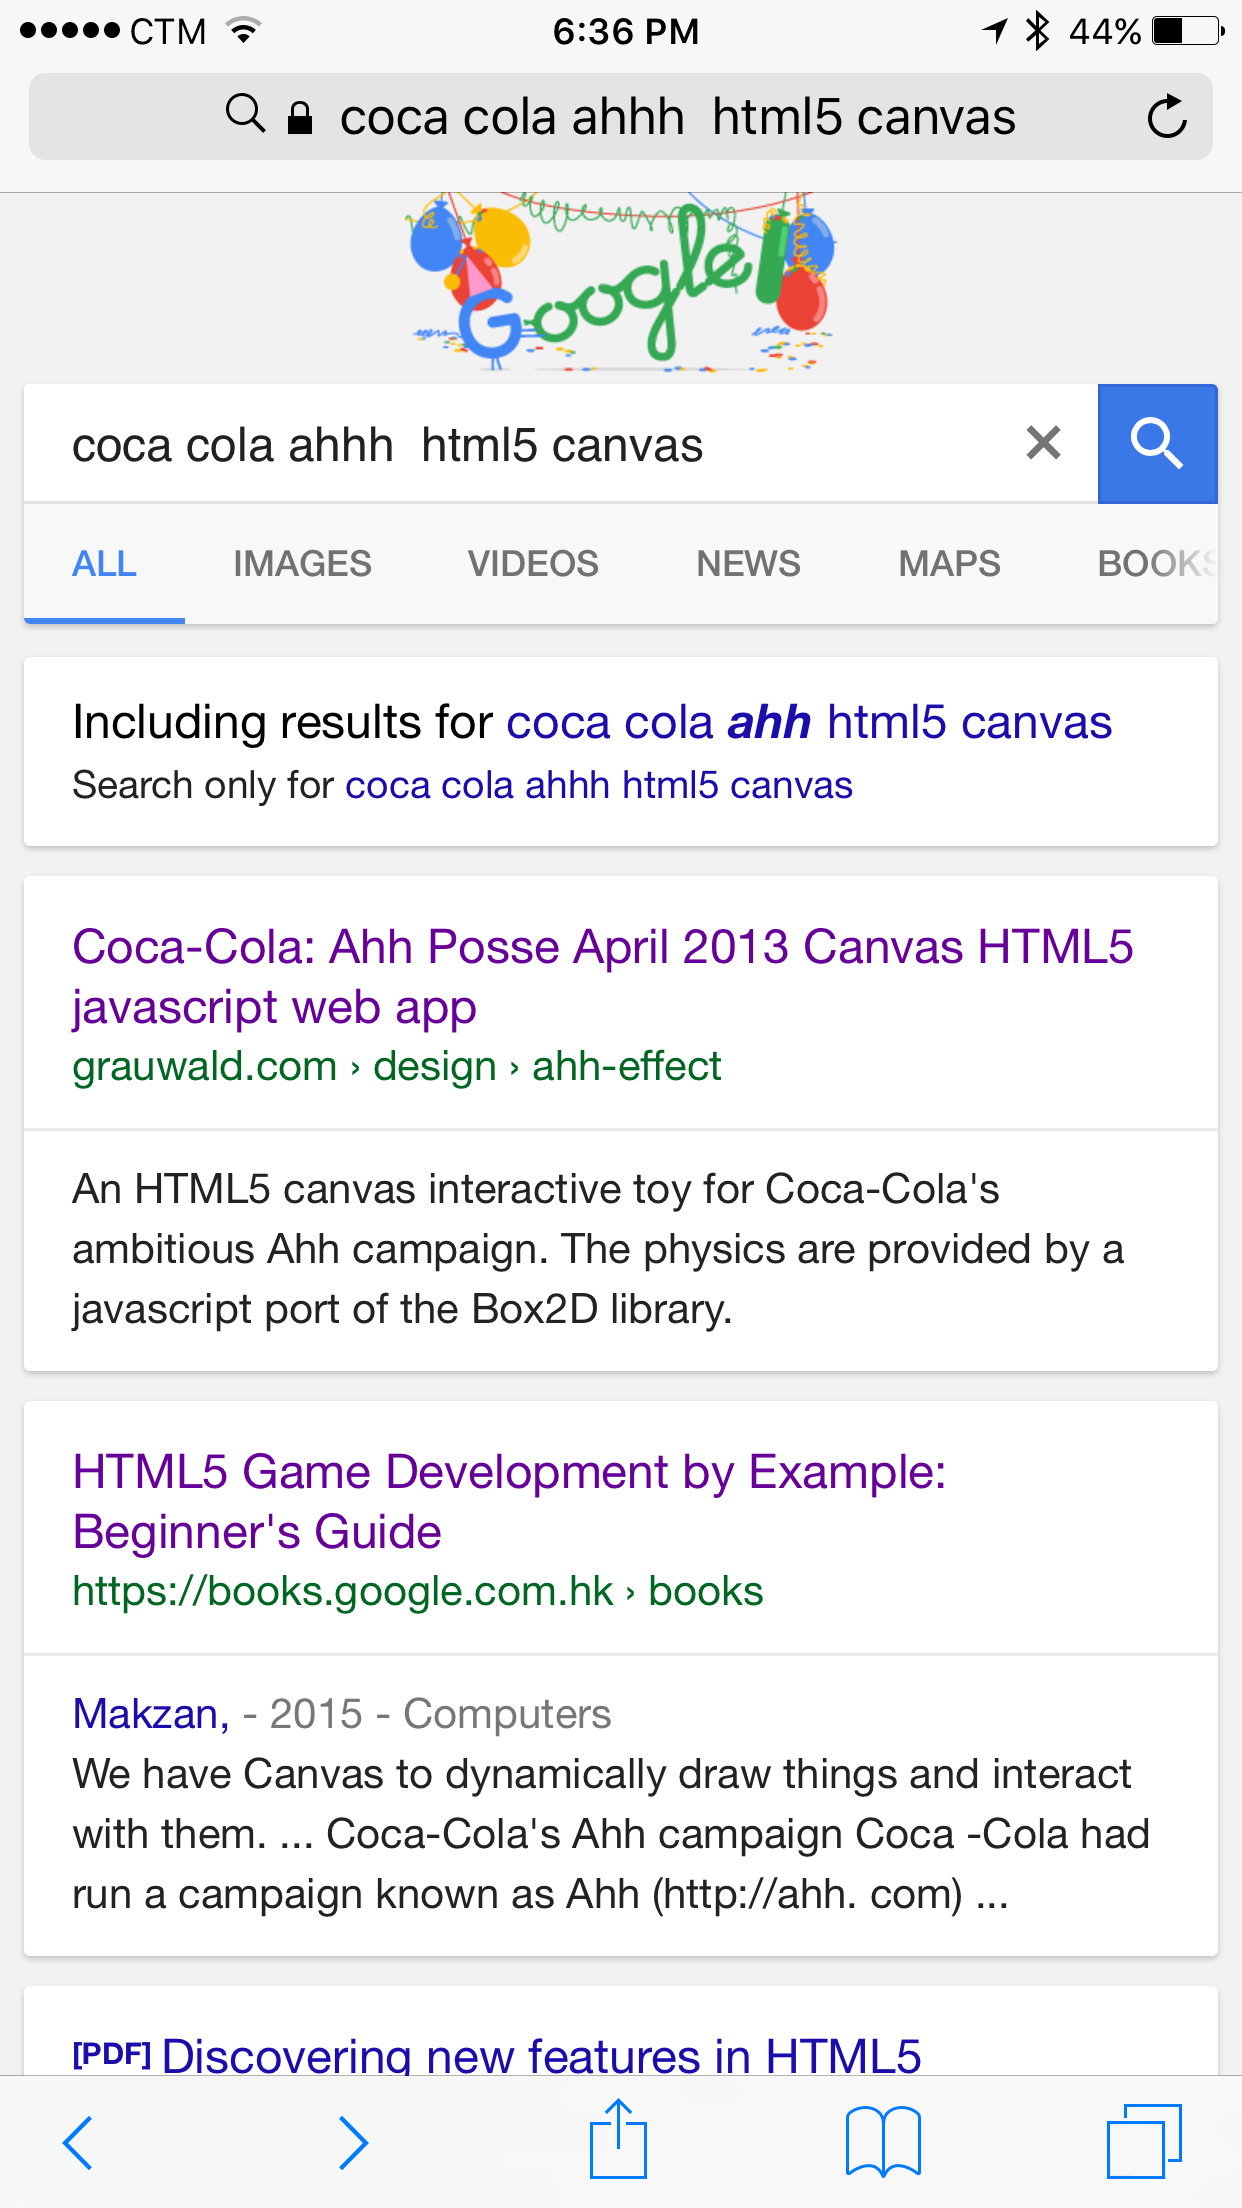 CTM 6:36 PM 44%
coca cola ahhh  html5 canvas
Google
coca cola ahhh  html5 canvas
ALL IMAGES VIDEOS NEWS MAPS BOOKS
Including results for coca cola ahh html5 canvas
Search only for coca cola ahhh html5 canvas
Coca-Cola: Ahh Posse April 2013 Canvas HTML5
javascript web app
grauwald.com › design › ahh-effect
An HTML5 canvas interactive toy for Coca-Cola's
ambitious Ahh campaign. The physics are provided by a
javascript port of the Box2D library.
HTML5 Game Development by Example:
Beginner's Guide
https://books.google.com.hk › books
Makzan, - 2015 - Computers
We have Canvas to dynamically draw things and interact
with them. ... Coca-Cola's Ahh campaign Coca -Cola had
run a campaign known as Ahh (http://ahh. com) ...
[PDF] Discovering new features in HTML5